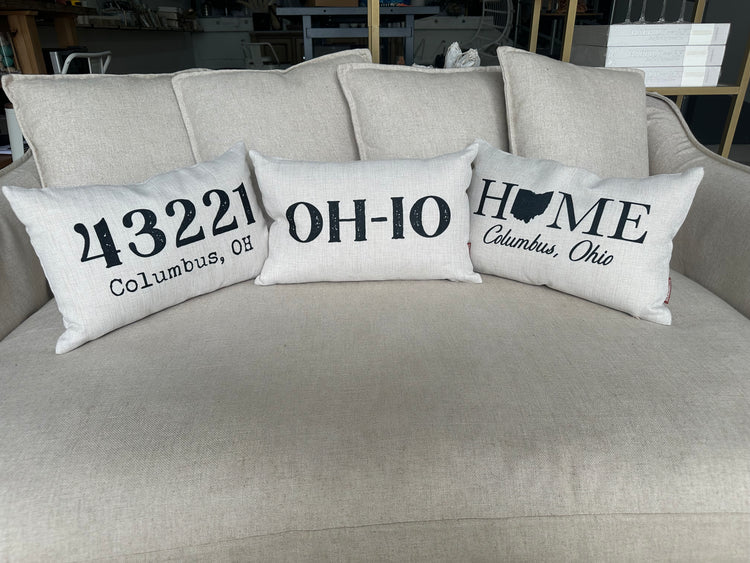 43221
Columbus, OH
OH-IO
HOME
Columbus, Ohio